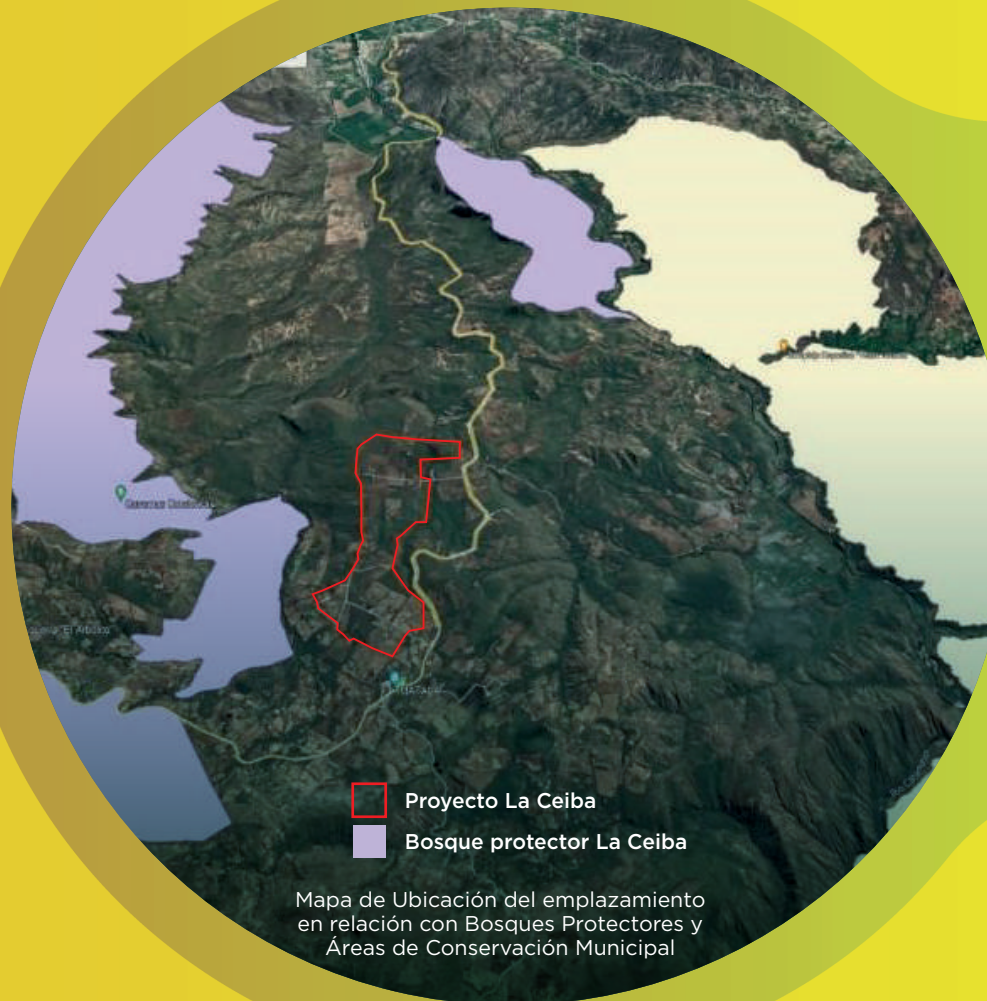 Proyecto La Ceiba
Bosque protector La Ceiba
Mapa de Ubicación del emplazamiento
en relación con Bosques Protectores y
Áreas de Conservación Municipal